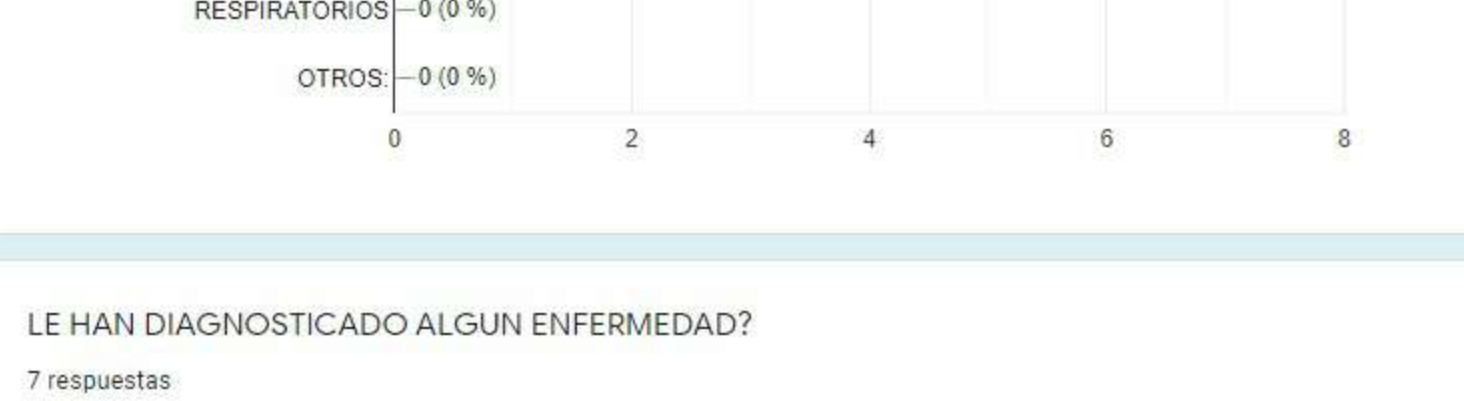 RESPIRATORIOS 0 (0 %)
OTROS: 0 (0 %)
0 2 4 6 8
LE HAN DIAGNOSTICADO ALGUN ENFERMEDAD?
7 respuestas